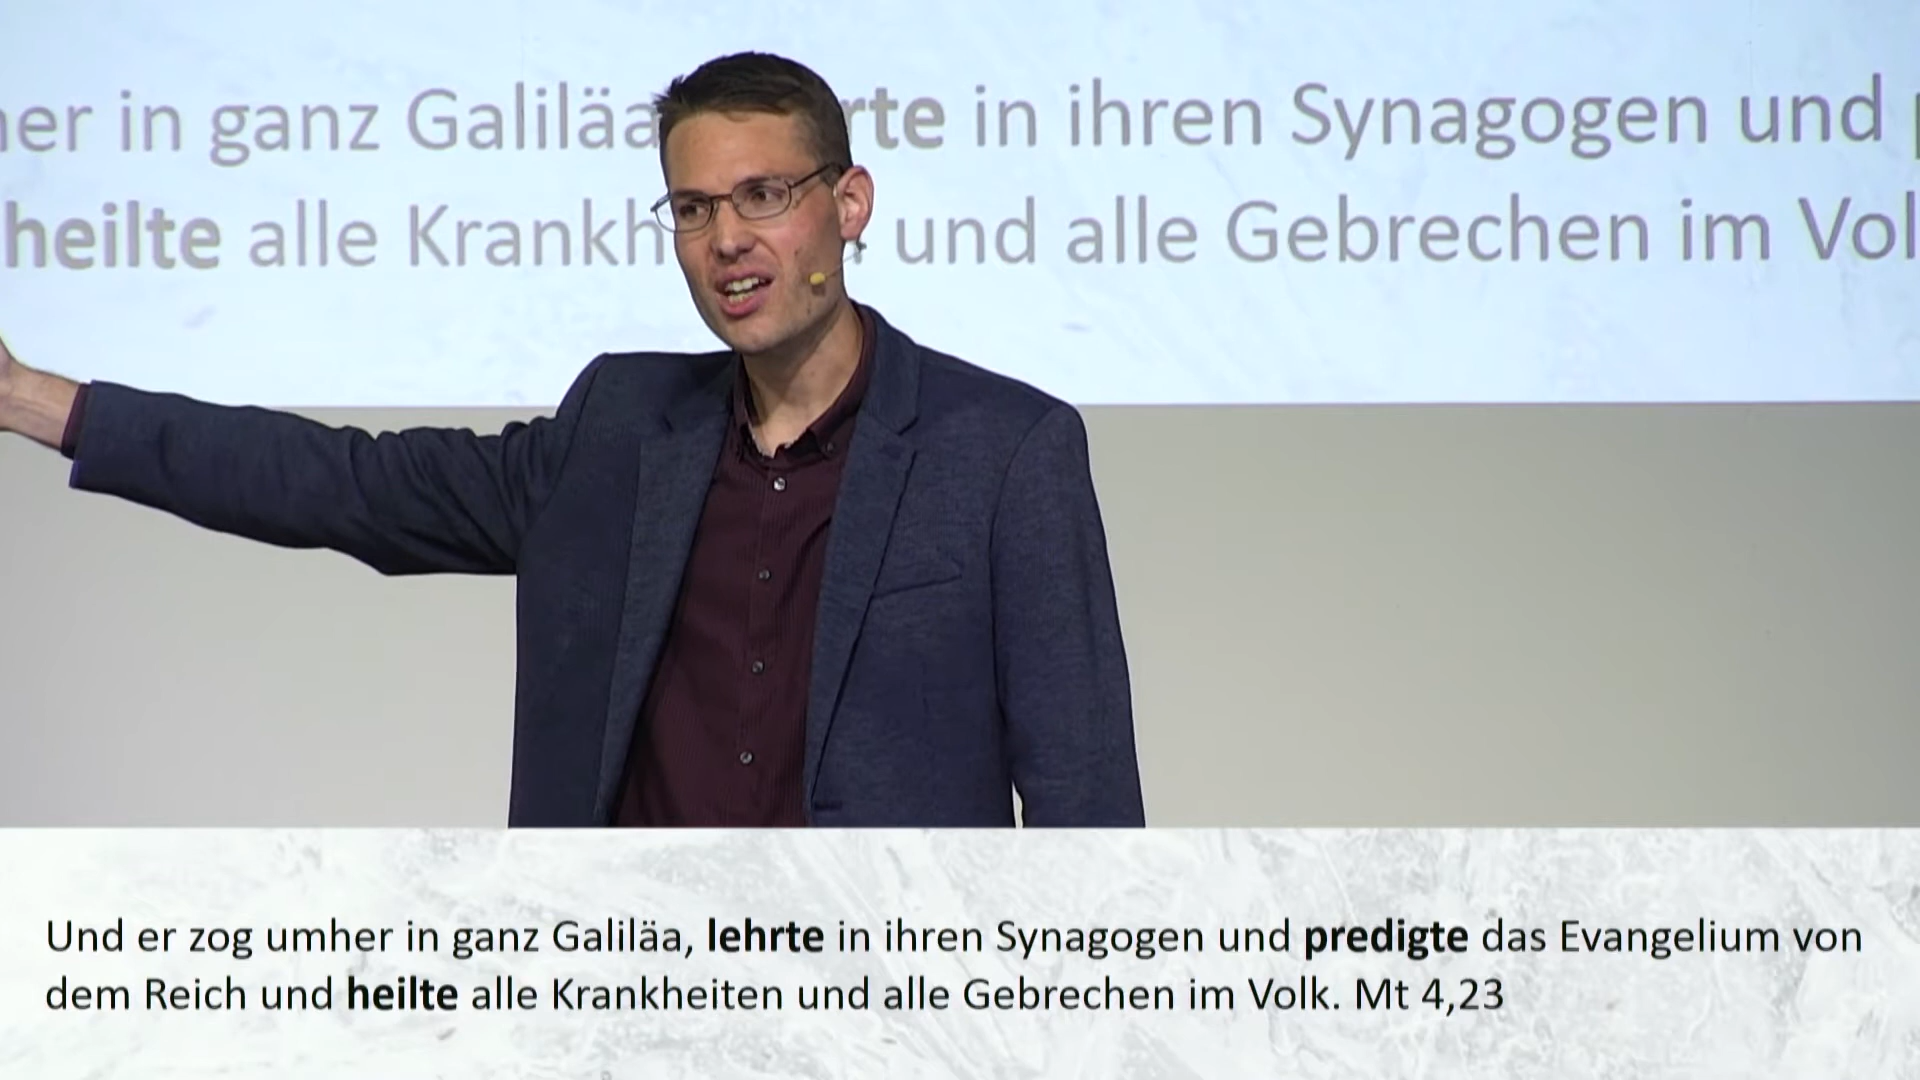 her in ganz Galiläa rte in ihren Synagogen und
heilte alle Krankh und alle Gebrechen im Vol
Und er zog umher in ganz Galiläa, lehrte in ihren Synagogen und predigte das Evangelium von
dem Reich und heilte alle Krankheiten und alle Gebrechen im Volk. Mt 4,23